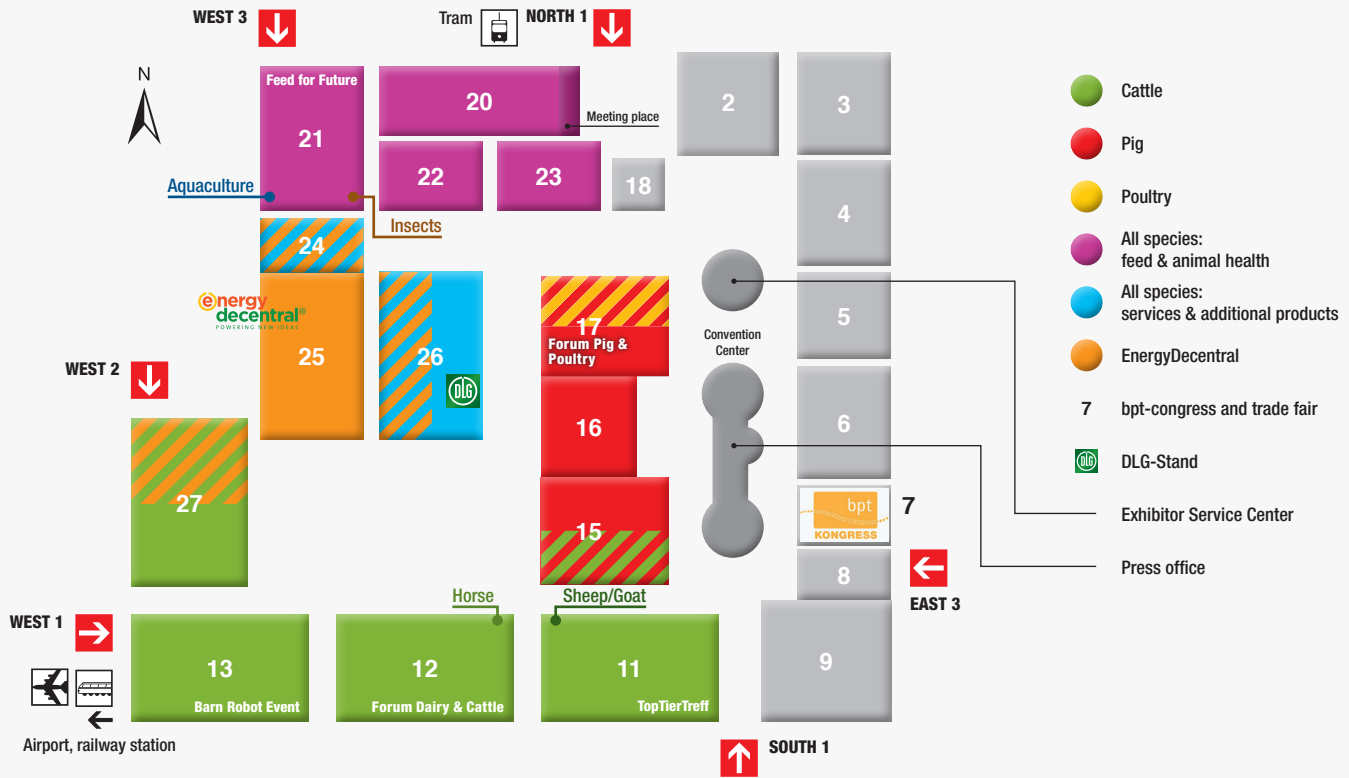 WEST 3
Tram
NORTH 1
N
Feed for Future
21
20
Meeting place
22
23
18
2
3
4
5
6
Aquaculture
Insects
24
energy
decentral®
POWERING NEW IDEAS
25
26
DLG
17
Forum Pig &
Poultry
16
15
Convention
Center
WEST 2
27
bpt
KONGRESS
7
8
EAST 3
9
Horse
Sheep/Goat
WEST 1
13
Barn Robot Event
12
Forum Dairy & Cattle
11
TopTierTreff
Airport, railway station
SOUTH 1
Cattle
Pig
Poultry
All species:
feed & animal health
All species:
services & additional products
EnergyDecentral
7 bpt-congress and trade fair
DLG DLG-Stand
Exhibitor Service Center
Press office